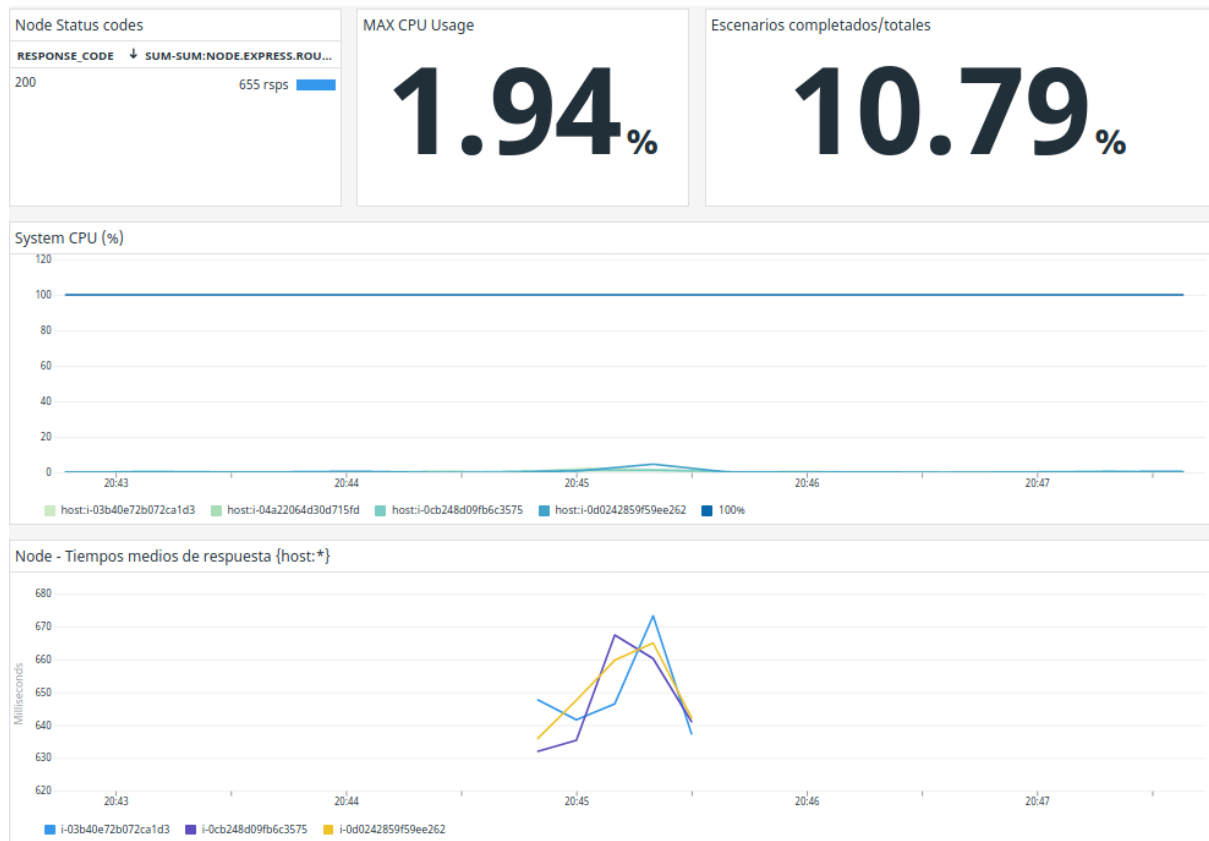 Node Status codes
RESPONSE_CODE ↓ SUM-SUM:NODE.EXPRESS.ROU...
200 655 rsps
MAX CPU Usage
1.94%
Escenarios completados/totales
10.79%
System CPU (%)
120
100
80
60
40
20
0
20:43 20:44 20:45 20:46 20:47
host:i-03b40e72b072ca1d3 host:i-04a22064d30d715fd host:i-0cb248d09fb6c3575 host:i-0d0242859f59ee262 100%
Node - Tiempos medios de respuesta {host:*}
Milliseconds
680
670
660
650
640
630
620
20:43 20:44 20:45 20:46 20:47
i-03b40e72b072ca1d3 i-0cb248d09fb6c3575 i-0d0242859f59ee262